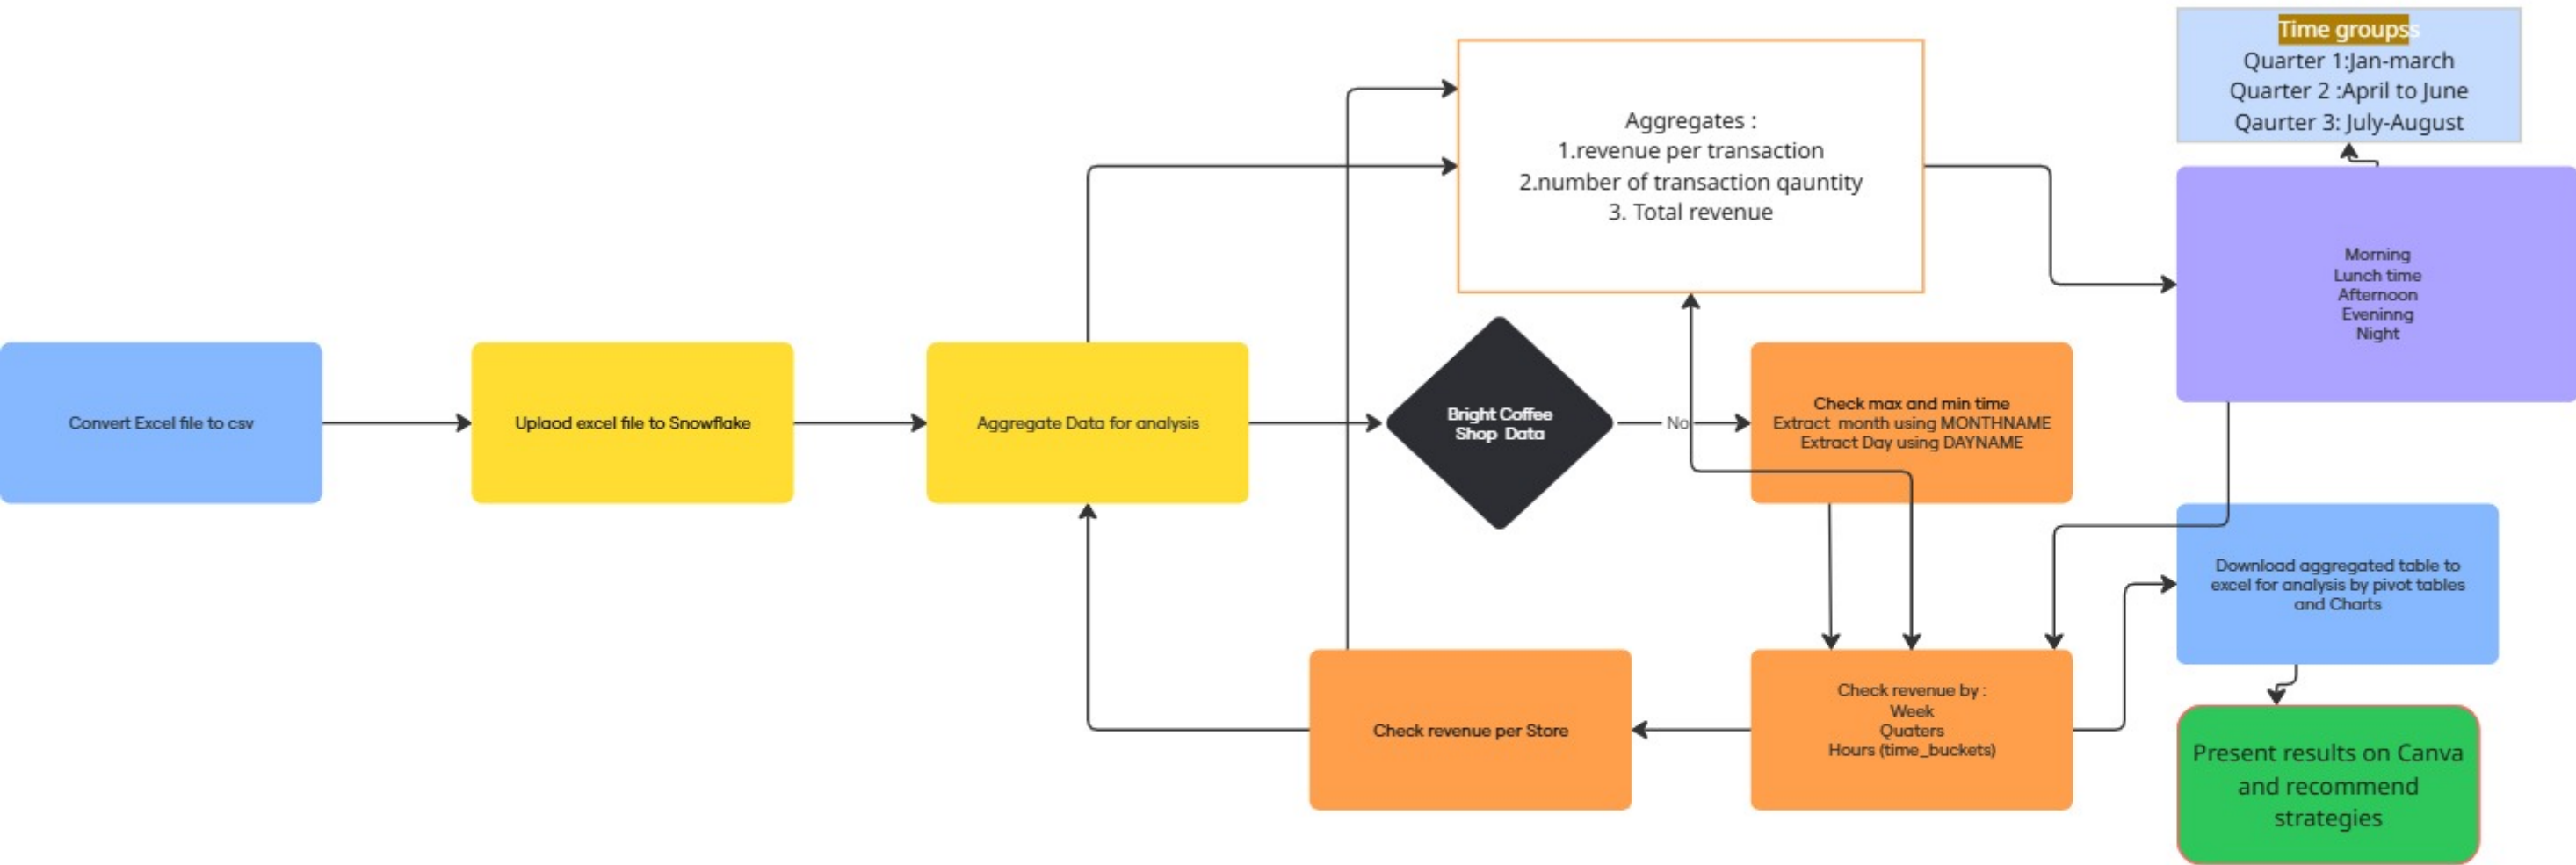 Convert Excel file to csv
Uplaod excel file to Snowflake
Aggregate Data for analysis
Aggregates :
1.revenue per transaction
2.number of transaction qauntity
3. Total revenue
Bright Coffee
Shop Data
No
Check max and min time
Extract month using MONTHNAME
Extract Day using DAYNAME
Time groupss
Quarter 1:Jan-march
Quarter 2 :April to June
Qaurter 3: July-August
Morning
Lunch time
Afternoon
Eveninng
Night
Check revenue per Store
Check revenue by :
Week
Quaters
Hours (time_buckets)
Download aggregated table to
excel for analysis by pivot tables
and Charts
Present results on Canva
and recommend
strategies